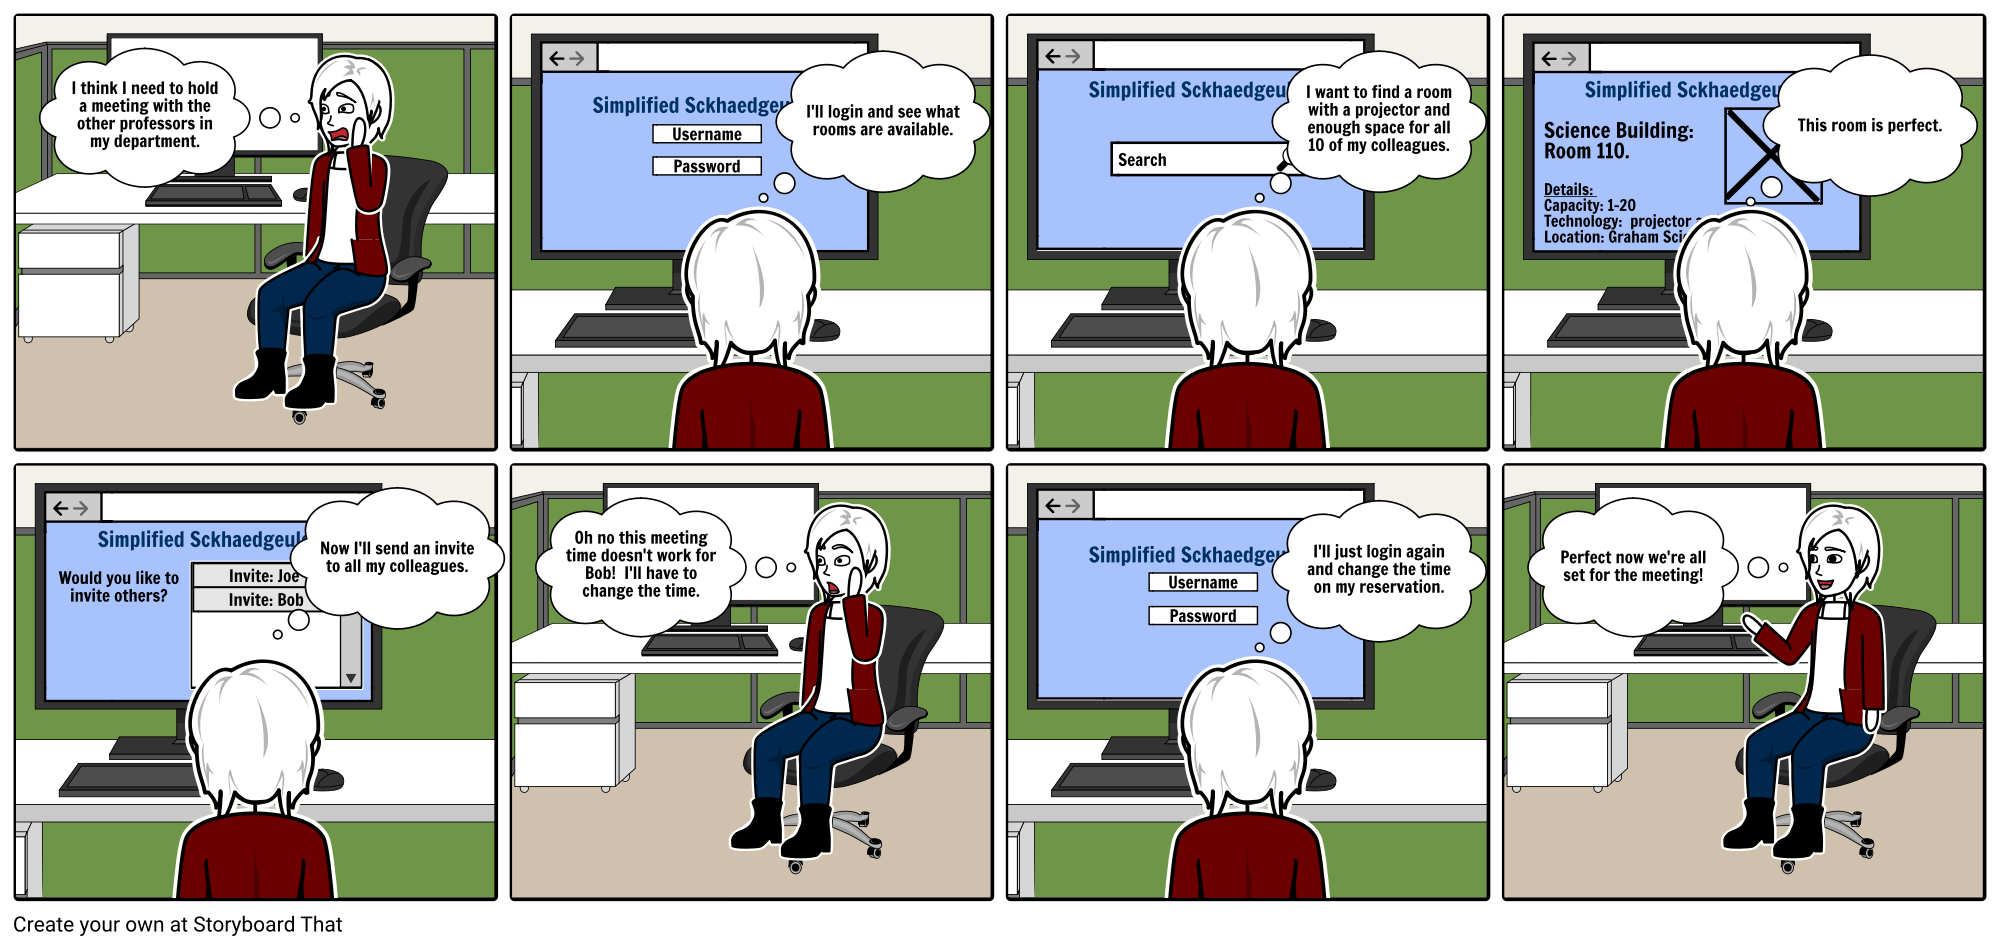 I think I need to hold
a meeting with the
other professors in
my department.
Simplified Sckhaedgeu
Username
Password
I'll login and see what
rooms are available.
Simplified Sckhaedgeu
Search
I want to find a room
with a projector and
enough space for all
10 of my colleagues.
Simplified Sckhaedgeu
Science Building:
Room 110.
Details:
Capacity: 1-20
Technology: projector
Location: Graham Sci
This room is perfect.
Simplified Sckhaedgeul
Would you like to
invite others?
Invite: Joe
Invite: Bob
Now I'll send an invite
to all my colleagues.
Oh no this meeting
time doesn't work for
Bob! I'll have to
change the time.
Simplified Sckhaedgeu
Username
Password
I'll just login again
and change the time
on my reservation.
Perfect now we're all
set for the meeting!
Create your own at Storyboard That